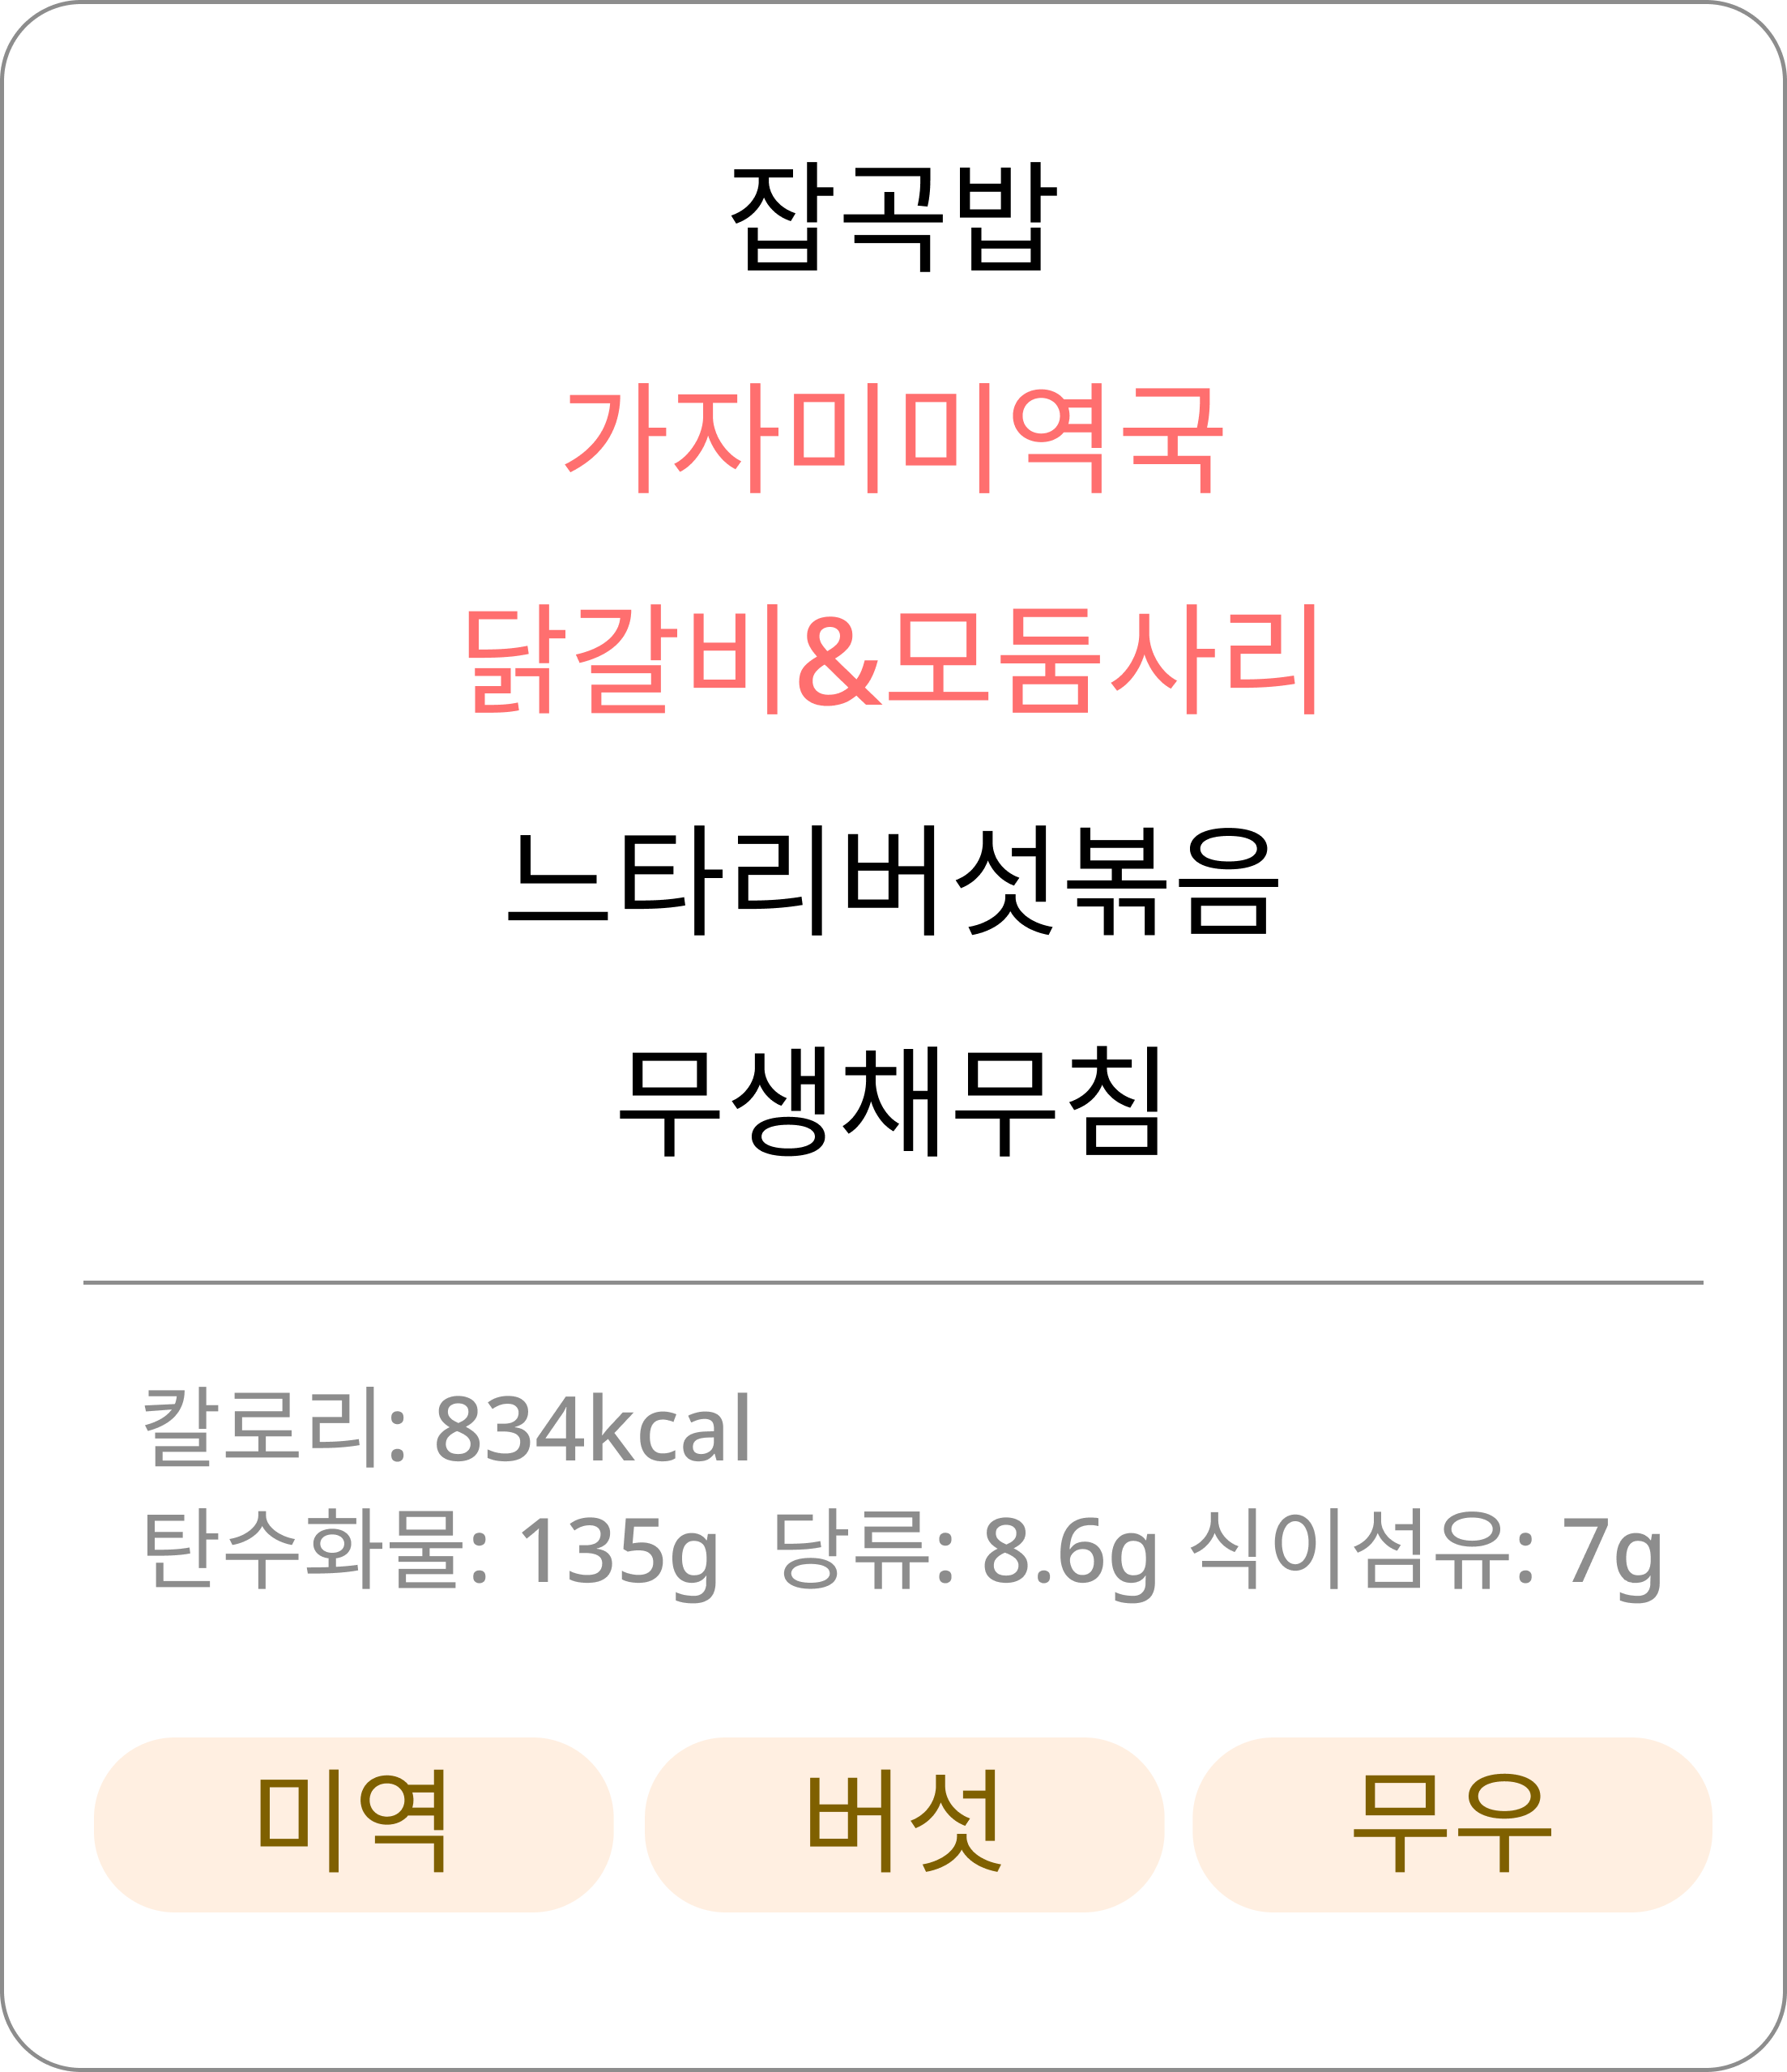 잡곡밥
가자미미역국
닭갈비&모둠사리
느타리버섯볶음
무생채무침
칼로리: 834kcal
탄수화물: 135g 당류: 8.6g 식이섬유: 7g
미역 버섯 무우